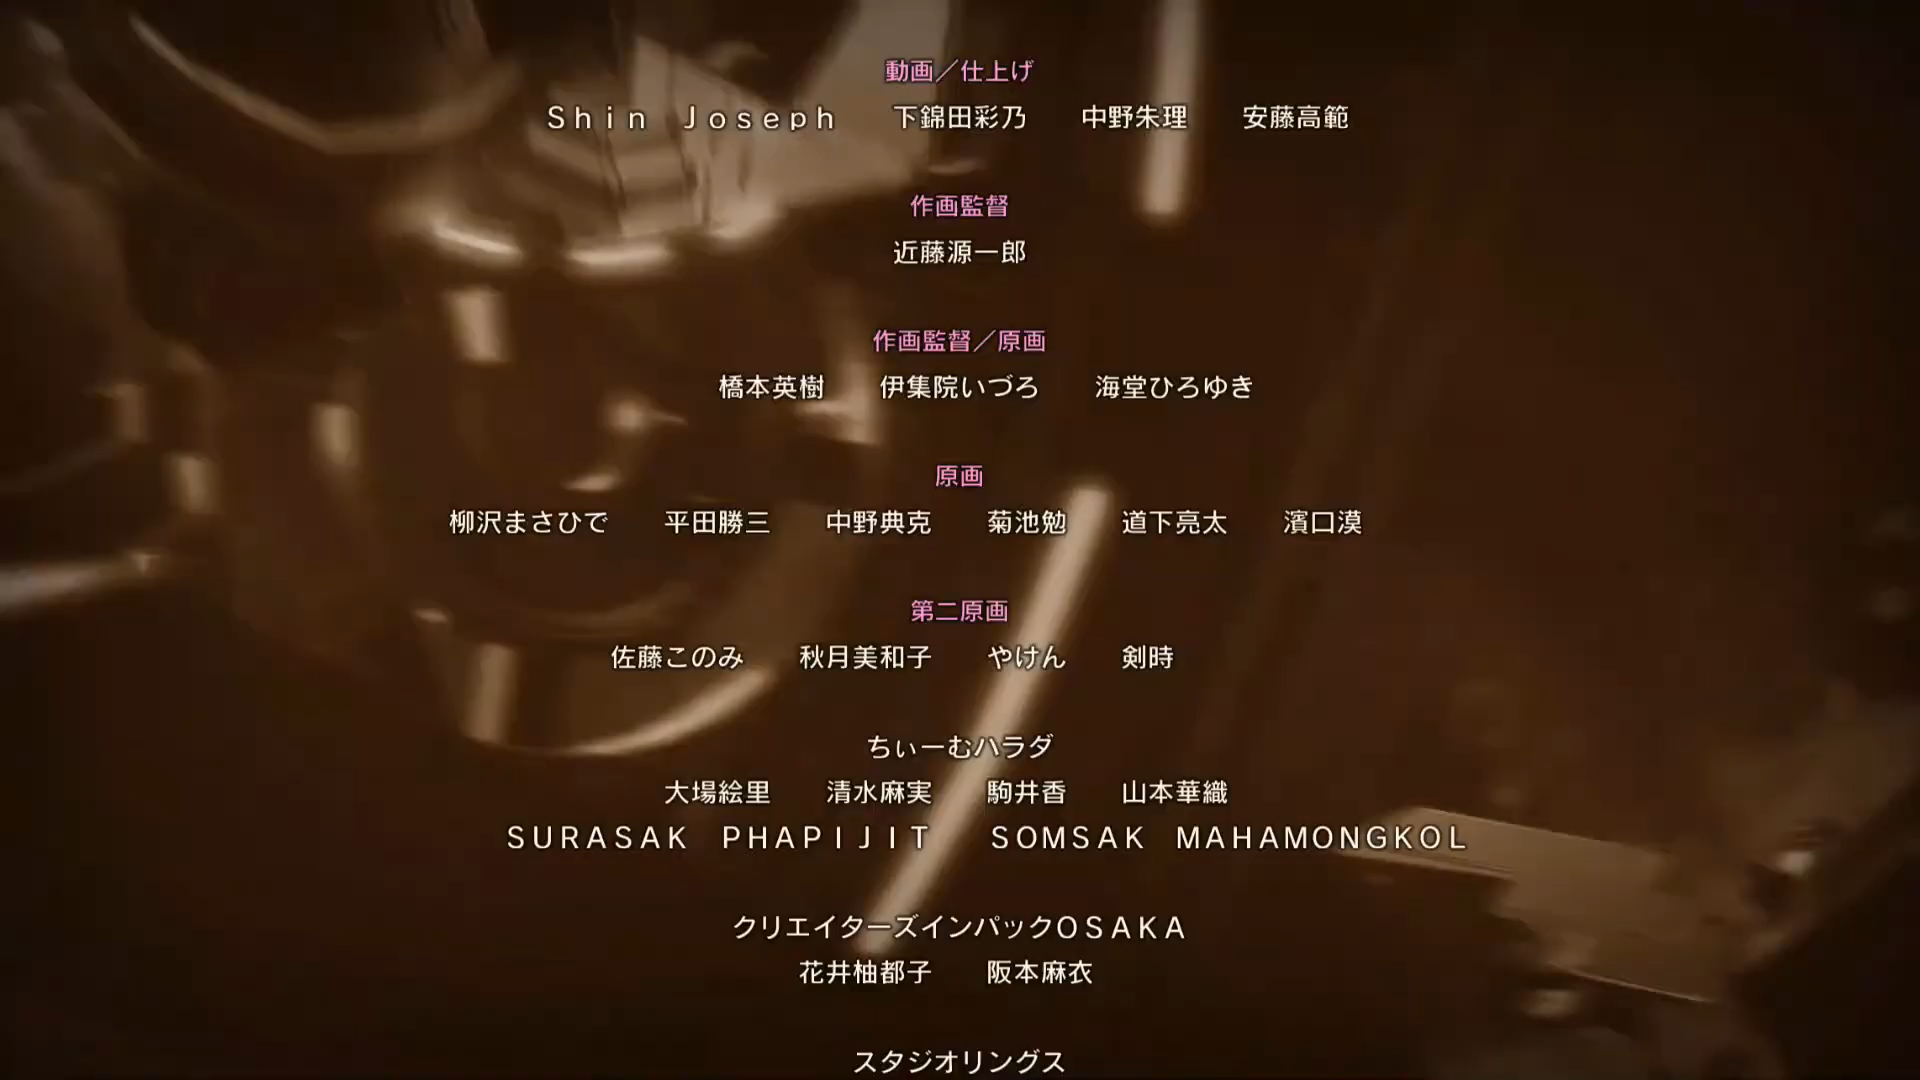 動画／仕上げ
Ｓｈｉｎ　Ｊｏｓｅｐｈ　　下錦田彩乃　　中野朱理　　安藤高範
作画監督
近藤源一郎
作画監督／原画
橋本英樹　　伊集院いづろ　　海堂ひろゆき
原画
柳沢まさひで　　平田勝三　　中野典克　　菊池勉　　道下亮太　　濱口漠
第二原画
佐藤このみ　　秋月美和子　　やけん　　剣時
ちぃーむハラダ
大場絵里　　清水麻実　　駒井香　　山本華織
ＳＵＲＡＳＡＫ　ＰＨＡＰＩＪＩＴ　　ＳＯＭＳＡＫ　ＭＡＨＡＭＯＮＧＫＯＬ
クリエイターズインパックＯＳＡＫＡ
花井柚都子　　阪本麻衣
スタジオリングス